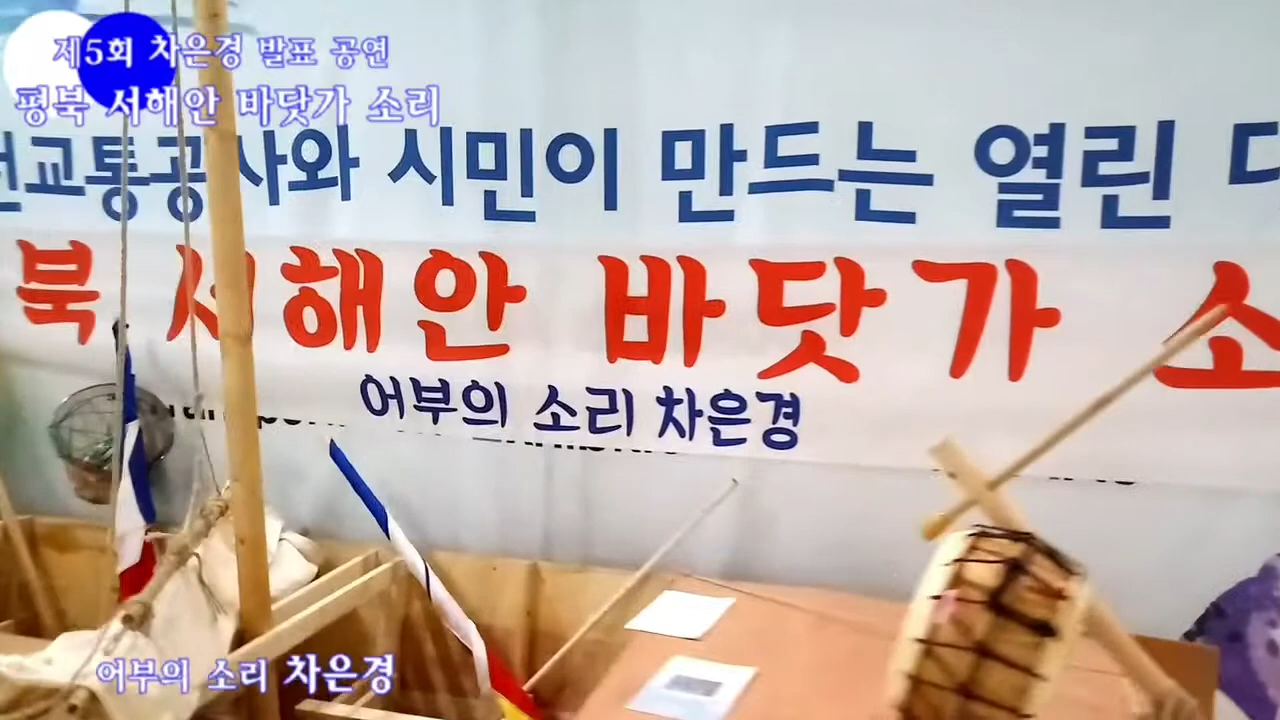 제5회 차은경 발표 공연
평북 서해안 바닷가 소리
교통공사와 시민이 만드는 열린
북 서해안 바닷가 소
어부의 소리 차은경
어부의 소리 차은경